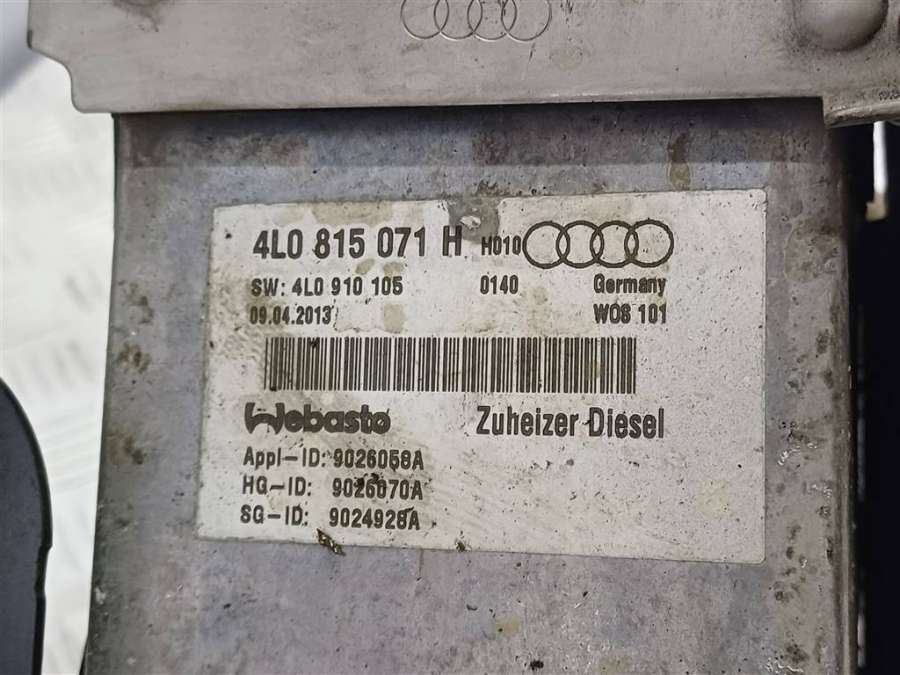 4L0 815 071 H H010
SW: 4L0 910 105 0140 Germany
09.04.2013 WOS 101
Webasto Zuheizer Diesel
Appl-ID: 9026058A
HG-ID: 9026070A
SG-ID: 9024928A